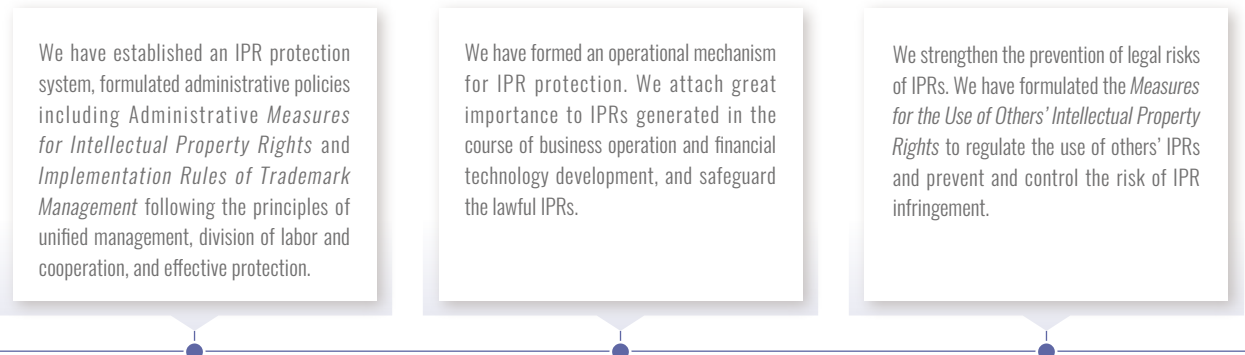 We have established an IPR protection
system, formulated administrative policies
including Administrative Measures
for Intellectual Property Rights and
Implementation Rules of Trademark
Management following the principles of
unified management, division of labor and
cooperation, and effective protection.
We have formed an operational mechanism
for IPR protection. We attach great
importance to IPRs generated in the
course of business operation and financial
technology development, and safeguard
the lawful IPRs.
We strengthen the prevention of legal risks
of IPRs. We have formulated the Measures
for the Use of Others’ Intellectual Property
Rights to regulate the use of others’ IPRs
and prevent and control the risk of IPR
infringement.